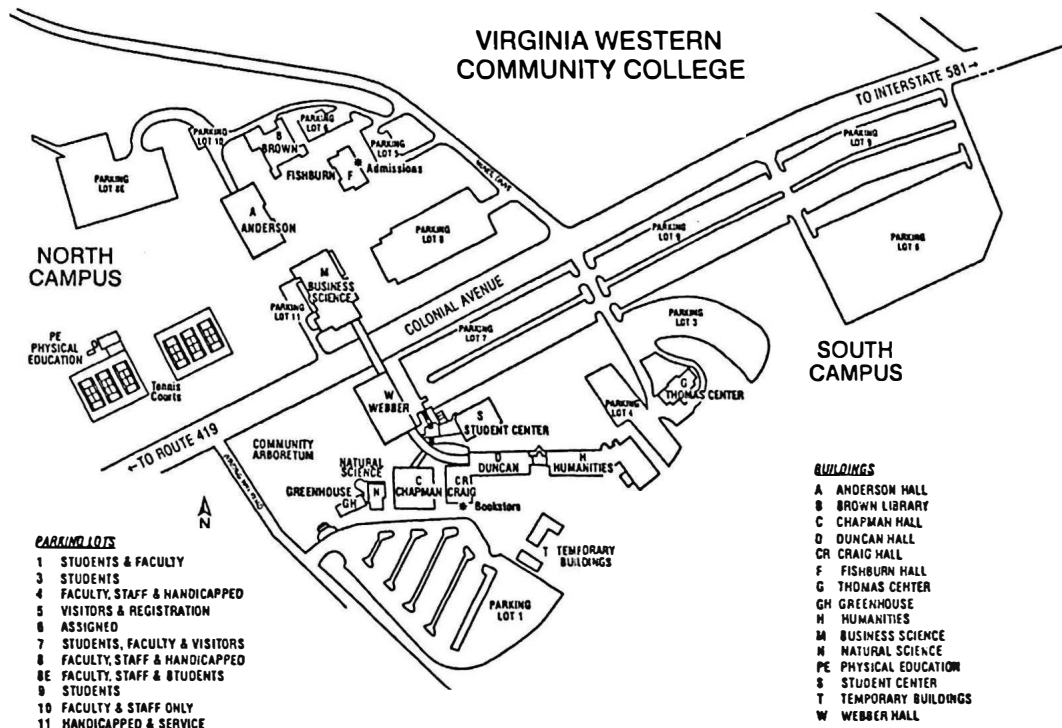 VIRGINIA WESTERN
COMMUNITY COLLEGE
TO INTERSTATE 581→
PARKING
LOT 10
B
BROWN
PARKING
LOT 6
PARKING
LOT 5
* Admissions
FISHBURN
F
PARKING
LOT 8E
A
ANDERSON
PARKING
LOT 8
PARKING
LOT 9
PARKING
LOT 9
PARKING
LOT 6
NORTH
CAMPUS
M
BUSINESS
SCIENCE
PARKING
LOT 11
COLONIAL AVENUE
PARKING
LOT 7
PARKING
LOT 3
SOUTH
CAMPUS
PE
PHYSICAL
EDUCATION
Tennis
Courts
W
WEBBER
S
STUDENT CENTER
G
THOMAS CENTER
PARKING
LOT 4
←TO ROUTE 419
COMMUNITY
ARBORETUM
NATURAL
SCIENCE
GREENHOUSE
GH
N
C
CHAPMAN
CR
CRAIG
* Bookstore
D
DUNCAN
H
HUMANITIES
N
T TEMPORARY
BUILDINGS
PARKING
LOT 1
PARKING LOTS
1 STUDENTS & FACULTY
3 STUDENTS
4 FACULTY, STAFF & HANDICAPPED
5 VISITORS & REGISTRATION
6 ASSIGNED
7 STUDENTS, FACULTY & VISITORS
8 FACULTY, STAFF & HANDICAPPED
8E FACULTY, STAFF & STUDENTS
9 STUDENTS
10 FACULTY & STAFF ONLY
11 HANDICAPPED & SERVICE
BUILDINGS
A ANDERSON HALL
B BROWN LIBRARY
C CHAPMAN HALL
D DUNCAN HALL
CR CRAIG HALL
F FISHBURN HALL
G THOMAS CENTER
GH GREENHOUSE
H HUMANITIES
M BUSINESS SCIENCE
N NATURAL SCIENCE
PE PHYSICAL EDUCATION
S STUDENT CENTER
T TEMPORARY BUILDINGS
W WEBBER HALL